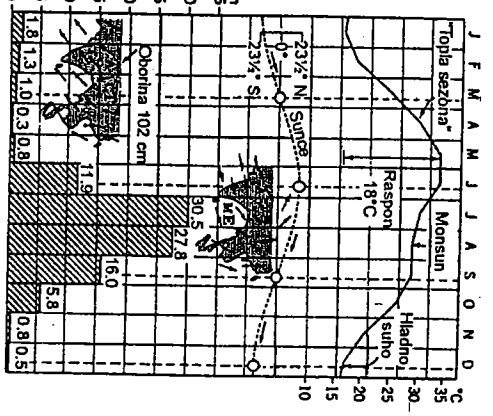 J F M A M J J A S O N D
°C
35
30
25
20
15
10
"Topla sezona"
Monsun
Hladno
suho
Raspon
18°C
23½° N
0°
23½° S
Sunce
Oborina 102 cm
ME
1.8
1.3
1.0
0.3
0.8
11.9
30.5
27.8
16.0
5.8
0.8
0.5